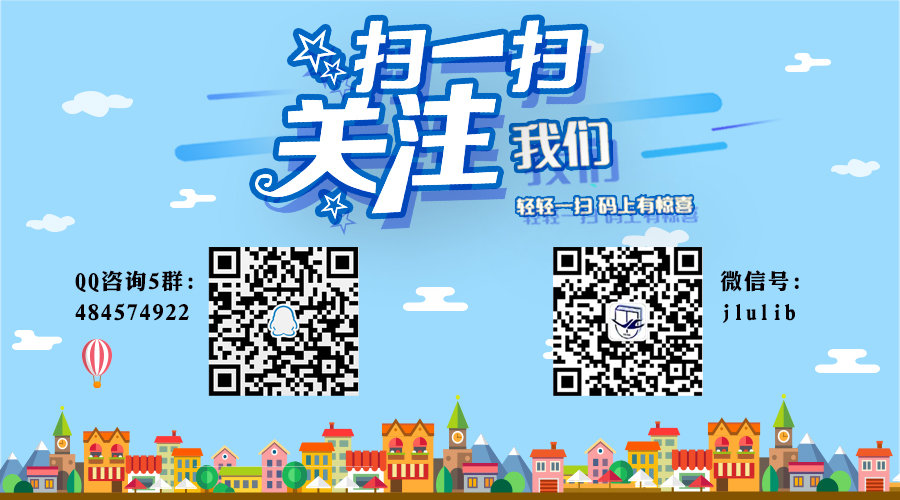 扫一扫
关注
我们
轻轻一扫 码上有惊喜
QQ咨询5群：
484574922
微信号：
jlulib